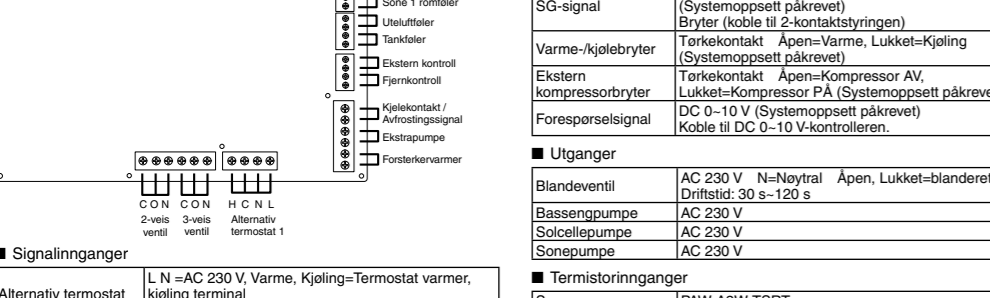 Sone 1 romføler
Uteluftføler
Tankføler
Ekstern kontroll
Fjernkontroll
Kjelekontakt /
Avfrostingssignal
Ekstrapumpe
Forsterkervarmer
C O N C O N H C N L
2-veis ventil
3-veis ventil
Alternativ termostat 1
■ Signalinnganger
Alternativ termostat
L N =AC 230 V, Varme, Kjøling=Termostat varmer,
kjøling terminal
SG-signal
(Systemoppsett påkrevet)
Bryter (koble til 2-kontaktstyringen)
Varme-/kjølebryter
Tørkekontakt Åpen=Varme, Lukket=Kjøling
(Systemoppsett påkrevet)
Ekstern
kompressorbryter
Tørkekontakt Åpen=Kompressor AV,
Lukket=Kompressor PÅ (Systemoppsett påkreve
Forespørselsignal
DC 0~10 V (Systemoppsett påkrevet)
Koble til DC 0~10 V-kontrolleren.
■ Utganger
Blandeventil
AC 230 V N=Nøytral Åpen, Lukket=blanderet
Driftstid: 30 s~120 s
Bassengpumpe AC 230 V
Solcellepumpe AC 230 V
Sonepumpe AC 230 V
■ Termistorinnganger